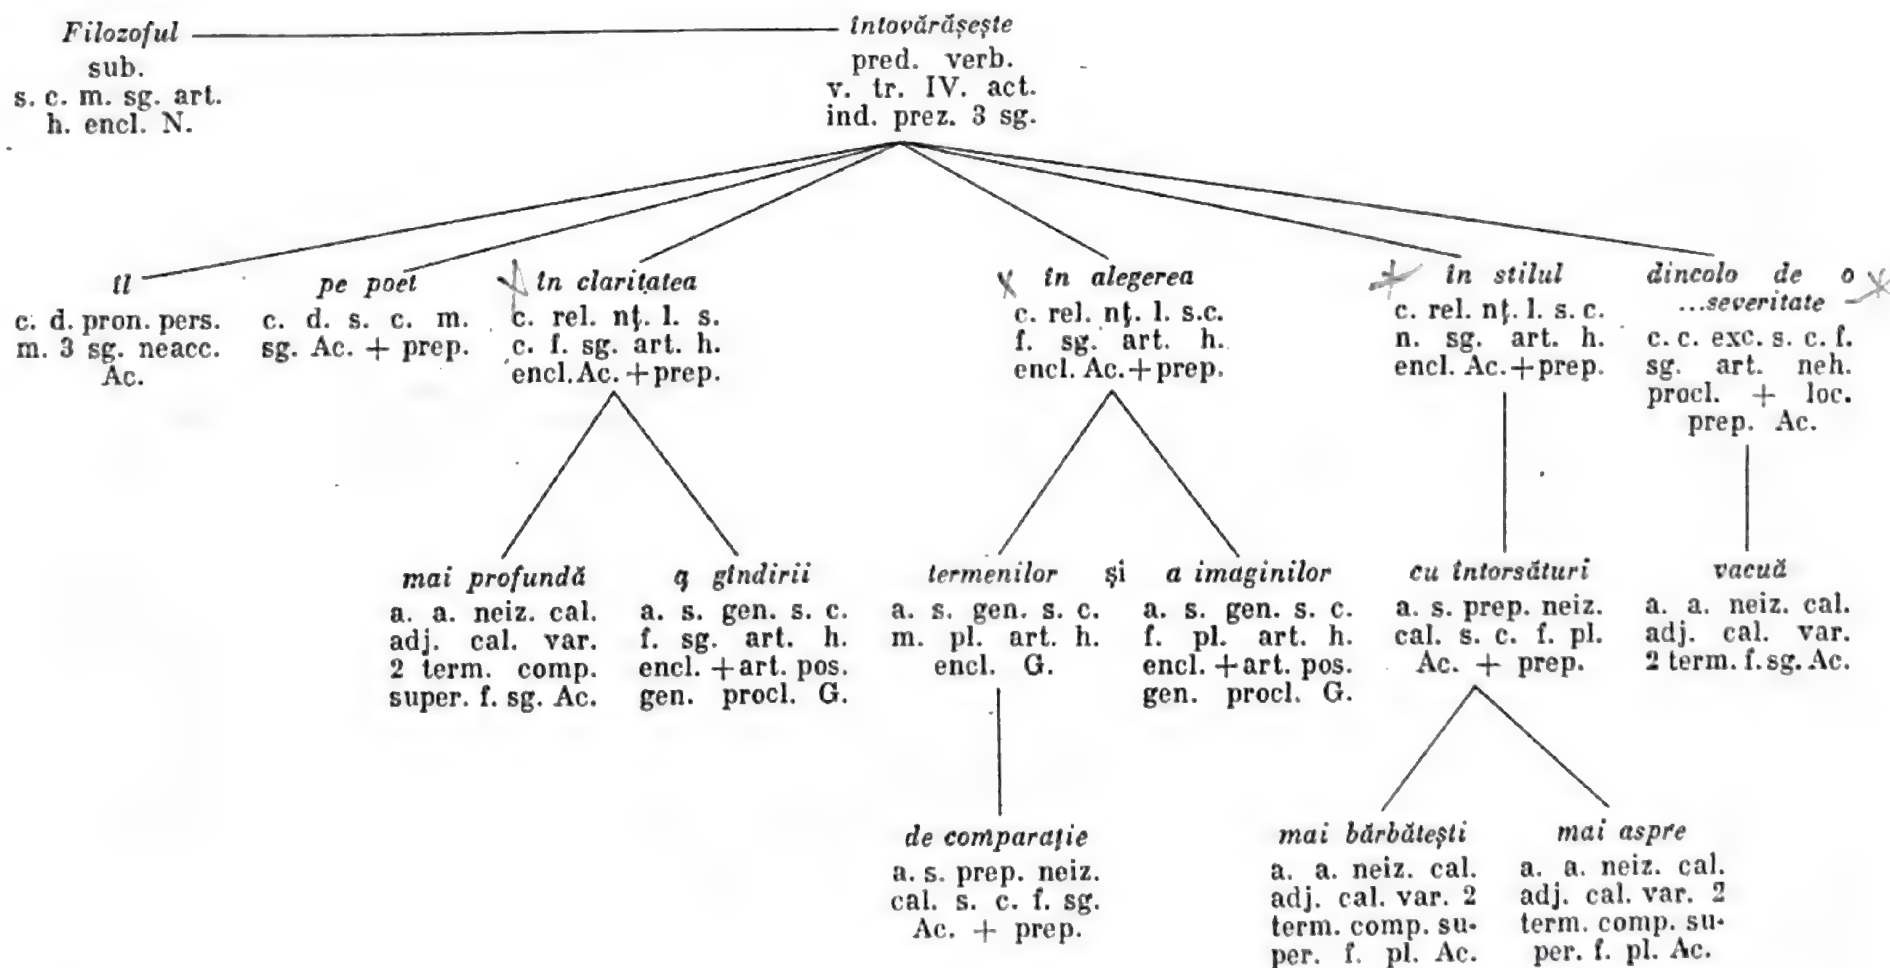 Filozoful
sub.
s. c. m. sg. art.
h. encl. N.
întovărășește
pred. verb.
v. tr. IV. act.
ind. prez. 3 sg.
îl
c. d. pron. pers.
m. 3 sg. neacc.
Ac.
pe poet
c. d. s. c. m.
sg. Ac. + prep.
în claritatea
c. rel. nț. l. s.
c. f. sg. art. h.
encl. Ac. + prep.
în alegerea
c. rel. nț. l. s.c.
f. sg. art. h.
encl. Ac. + prep.
în stilul
c. rel. nț. l. s. c.
n. sg. art. h.
encl. Ac. + prep.
dincolo de o
...severitate
c. c. exc. s. c. f.
sg. art. neh.
procl. + loc.
prep. Ac.
mai profundă
a. a. neiz. cal.
adj. cal. var.
2 term. comp.
super. f. sg. Ac.
a gîndirii
a. s. gen. s. c.
f. sg. art. h.
encl. + art. pos.
gen. procl. G.
termenilor
a. s. gen. s. c.
m. pl. art. h.
encl. G.
și
a imaginilor
a. s. gen. s. c.
f. pl. art. h.
encl. + art. pos.
gen. procl. G.
cu întorsături
a. s. prep. neiz.
cal. s. c. f. pl.
Ac. + prep.
vacuă
a. a. neiz. cal.
adj. cal. var.
2 term. f. sg. Ac.
de comparație
a. s. prep. neiz.
cal. s. c. f. sg.
Ac. + prep.
mai bărbătești
a. a. neiz. cal.
adj. cal. var. 2
term. comp. su-
per. f. pl. Ac.
mai aspre
a. a. neiz. cal.
adj. cal. var. 2
term. comp. su-
per. f. pl. Ac.